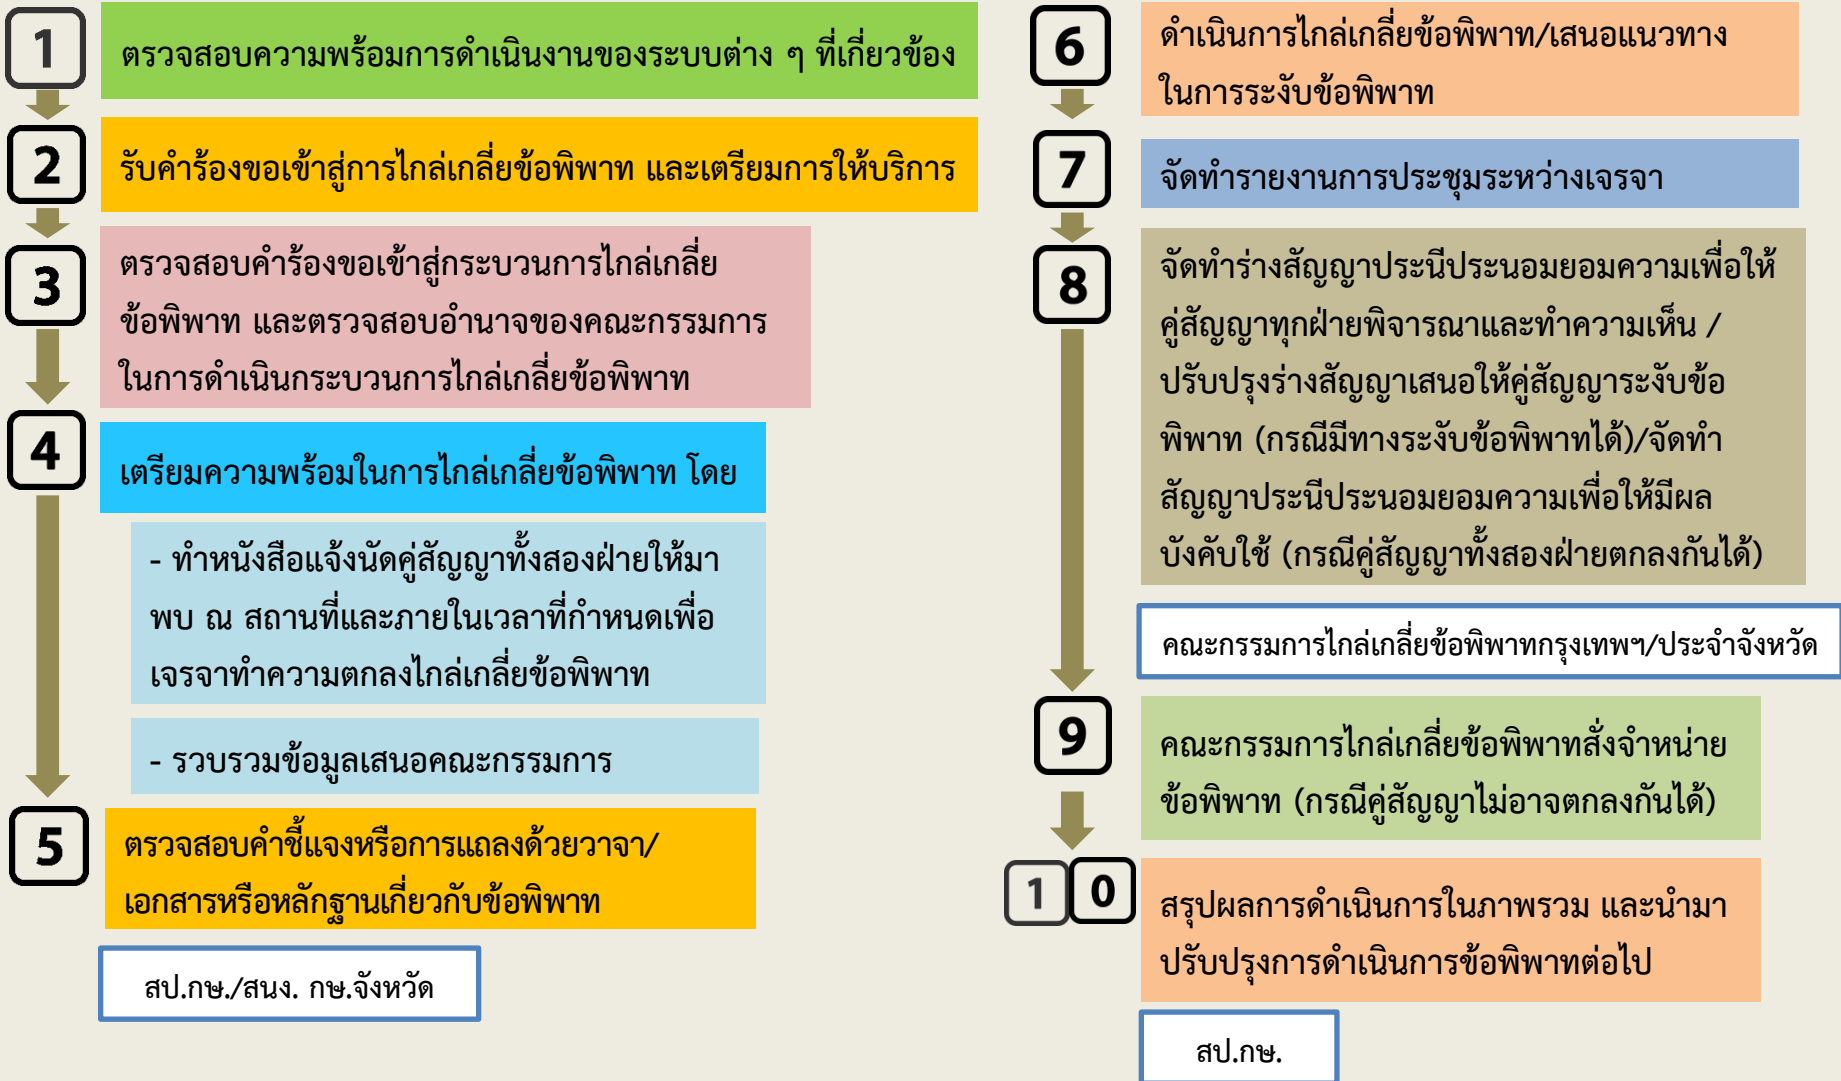 1
ตรวจสอบความพร้อมการดำเนินงานของระบบต่าง ๆ ที่เกี่ยวข้อง
2
รับคำร้องขอเข้าสู่การไกล่เกลี่ยข้อพิพาท และเตรียมการให้บริการ
3
ตรวจสอบคำร้องขอเข้าสู่กระบวนการไกล่เกลี่ย
ข้อพิพาท และตรวจสอบอำนาจของคณะกรรมการ
ในการดำเนินกระบวนการไกล่เกลี่ยข้อพิพาท
4
เตรียมความพร้อมในการไกล่เกลี่ยข้อพิพาท โดย
- ทำหนังสือแจ้งนัดคู่สัญญาทั้งสองฝ่ายให้มา
พบ ณ สถานที่และภายในเวลาที่กำหนดเพื่อ
เจรจาทำความตกลงไกล่เกลี่ยข้อพิพาท
- รวบรวมข้อมูลเสนอคณะกรรมการ
5
ตรวจสอบคำชี้แจงหรือการแถลงด้วยวาจา/
เอกสารหรือหลักฐานเกี่ยวกับข้อพิพาท
สป.กษ./สนง. กษ.จังหวัด
6
ดำเนินการไกล่เกลี่ยข้อพิพาท/เสนอแนวทาง
ในการระงับข้อพิพาท
7
จัดทำรายงานการประชุมระหว่างเจรจา
8
จัดทำร่างสัญญาประนีประนอมยอมความเพื่อให้
คู่สัญญาทุกฝ่ายพิจารณาและทำความเห็น /
ปรับปรุงร่างสัญญาเสนอให้คู่สัญญาระงับข้อ
พิพาท (กรณีมีทางระงับข้อพิพาทได้)/จัดทำ
สัญญาประนีประนอมยอมความเพื่อให้มีผล
บังคับใช้ (กรณีคู่สัญญาทั้งสองฝ่ายตกลงกันได้)
คณะกรรมการไกล่เกลี่ยข้อพิพาทกรุงเทพฯ/ประจำจังหวัด
9
คณะกรรมการไกล่เกลี่ยข้อพิพาทสั่งจำหน่าย
ข้อพิพาท (กรณีคู่สัญญาไม่อาจตกลงกันได้)
10
สรุปผลการดำเนินการในภาพรวม และนำมา
ปรับปรุงการดำเนินการข้อพิพาทต่อไป
สป.กษ.